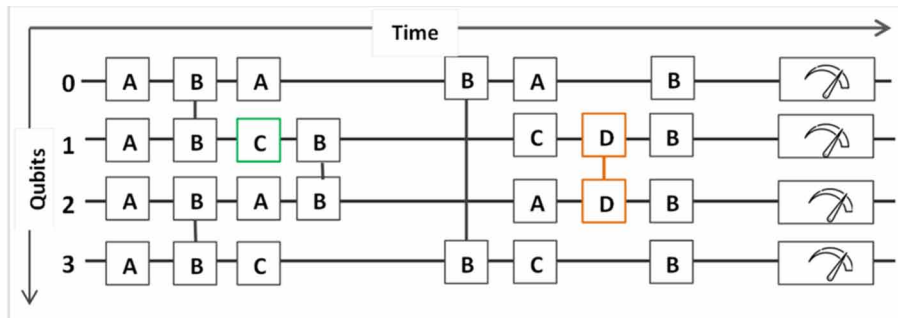 Time
Qubits
0 A B A B A B
1 A B C B C D B
2 A B A B A D B
3 A B C B C B